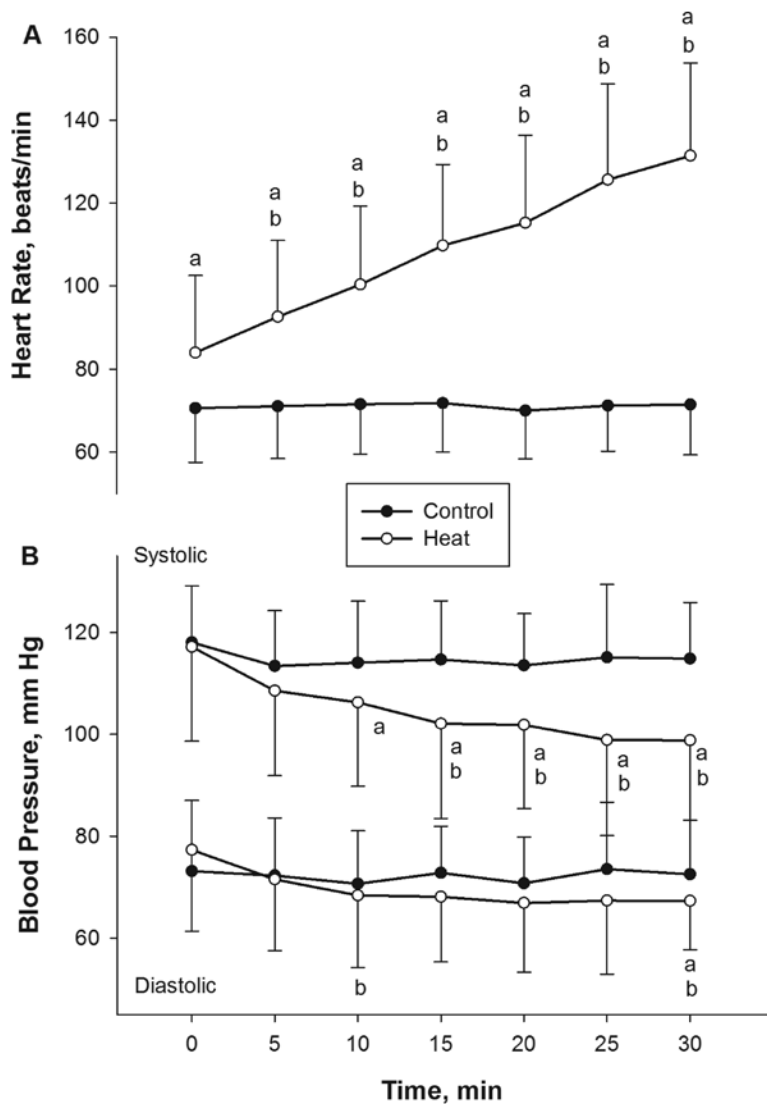 A
Heart Rate, beats/min
160
140
120
100
80
60
a
a
b
a
b
a
b
a
b
a
b
a
b
Control
Heat
B
Systolic
Blood Pressure, mm Hg
120
100
80
60
a
a
b
a
b
a
b
a
b
b
a
b
Diastolic
0 5 10 15 20 25 30
Time, min